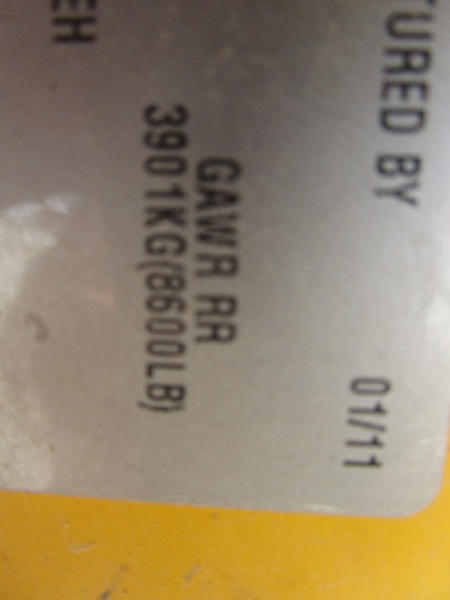 TURED BY
01/11
GAWR RR
3901KG(8600LB)
EH